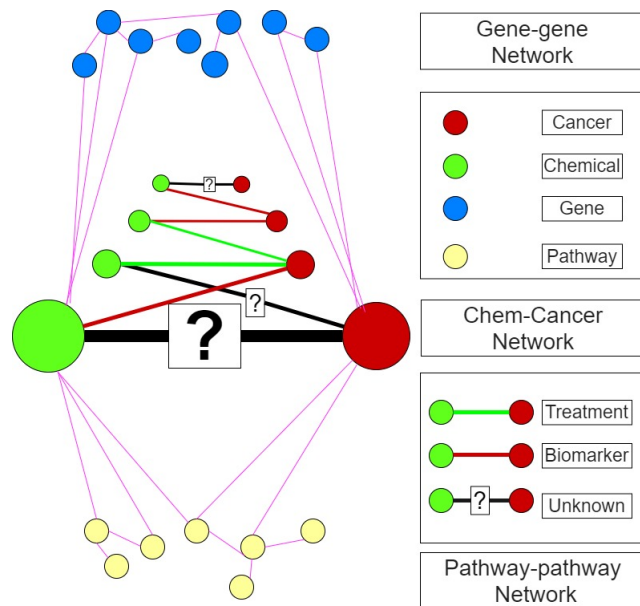 Gene-gene
Network
Cancer
Chemical
Gene
Pathway
?
?
?
Chem-Cancer
Network
Treatment
Biomarker
?
Unknown
Pathway-pathway
Network